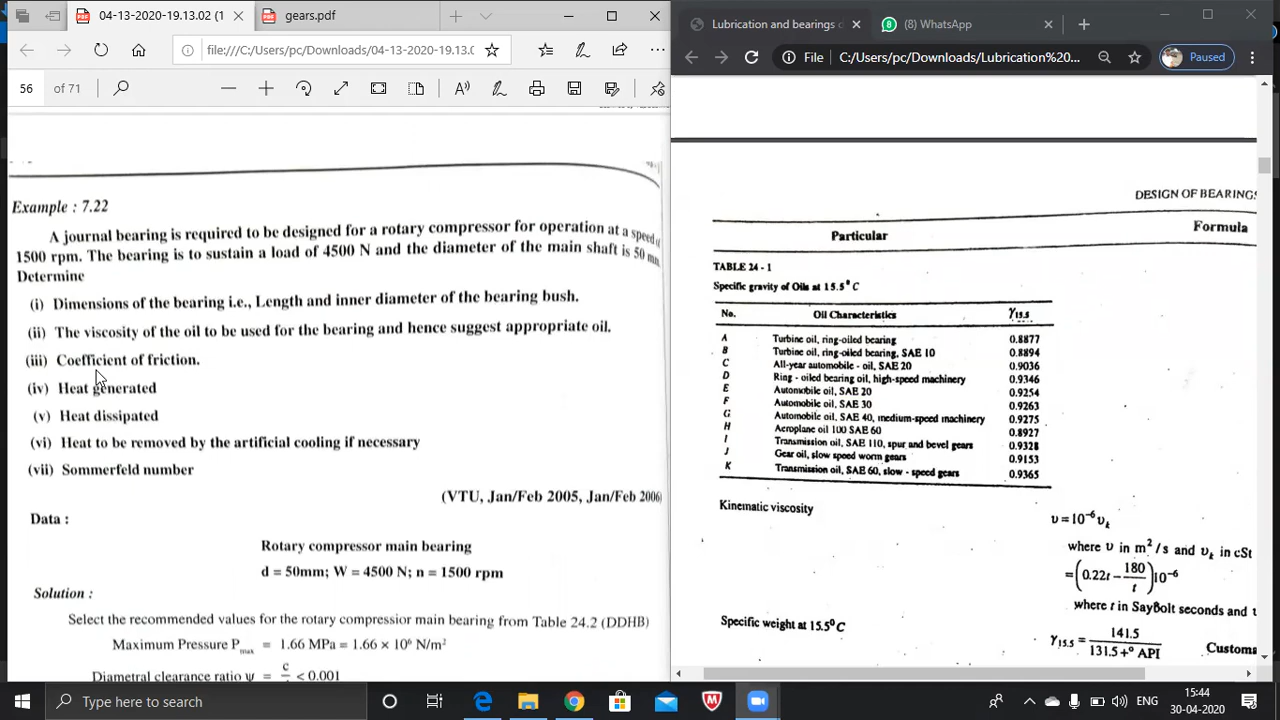 04-13-2020-19.13.02 (1
gears.pdf
file:///C:/Users/pc/Downloads/04-13-2020-19.13.0
56 of 71
Example : 7.22
A journal bearing is required to be designed for a rotary compressor for operation at a speed of
1500 rpm. The bearing is to sustain a load of 4500 N and the diameter of the main shaft is 50 mm.
Determine
(i) Dimensions of the bearing i.e., Length and inner diameter of the bearing bush.
(ii) The viscosity of the oil to be used for the bearing and hence suggest appropriate oil.
(iii) Coefficient of friction.
(iv) Heat generated
(v) Heat dissipated
(vi) Heat to be removed by the artificial cooling if necessary
(vii) Sommerfeld number
(VTU, Jan/Feb 2005, Jan/Feb 2006)
Data :
Rotary compressor main bearing
d = 50mm; W = 4500 N; n = 1500 rpm
Solution :
Select the recommended values for the rotary compressior main bearing from Table 24.2 (DDHB)
Maximum Pressure Pmax = 1.66 MPa = 1.66 × 10⁶ N/m²
Diametral clearance ratio ψ = c < 0.001
Lubrication and bearings
(8) WhatsApp
File C:/Users/pc/Downloads/Lubrication%20...
Paused
DESIGN OF BEARINGS
Particular Formula
TABLE 24 - 1
Specific gravity of Oils at 15.5° C
No. Oil Characteristics γ15.5
A Turbine oil, ring-oiled bearing 0.8877
B Turbine oil, ring-oiled bearing, SAE 10 0.8894
C All-year automobile - oil, SAE 20 0.9036
D Ring - oiled bearing oil, high-speed machinery 0.9346
E Automobile oil, SAE 20 0.9254
F Automobile oil, SAE 30 0.9263
G Automobile oil, SAE 40, medium-speed machinery 0.9275
H Aeroplane oil 100 SAE 60 0.8927
I Transmission oil, SAE 110, spur and bevel gears 0.9328
J Gear oil, slow speed worm gears 0.9153
K Transmission oil, SAE 60, slow - speed gears 0.9365
Kinematic viscosity υ = 10⁻⁶ υk
where υ in m²/s and υk in cSt
= (0.22t − 180/t) 10⁻⁶
where t in SayBolt seconds and
Specific weight at 15.5°C γ15.5 = 141.5 / 131.5+° API Customa
Type here to search
ENG
15:44
30-04-2020